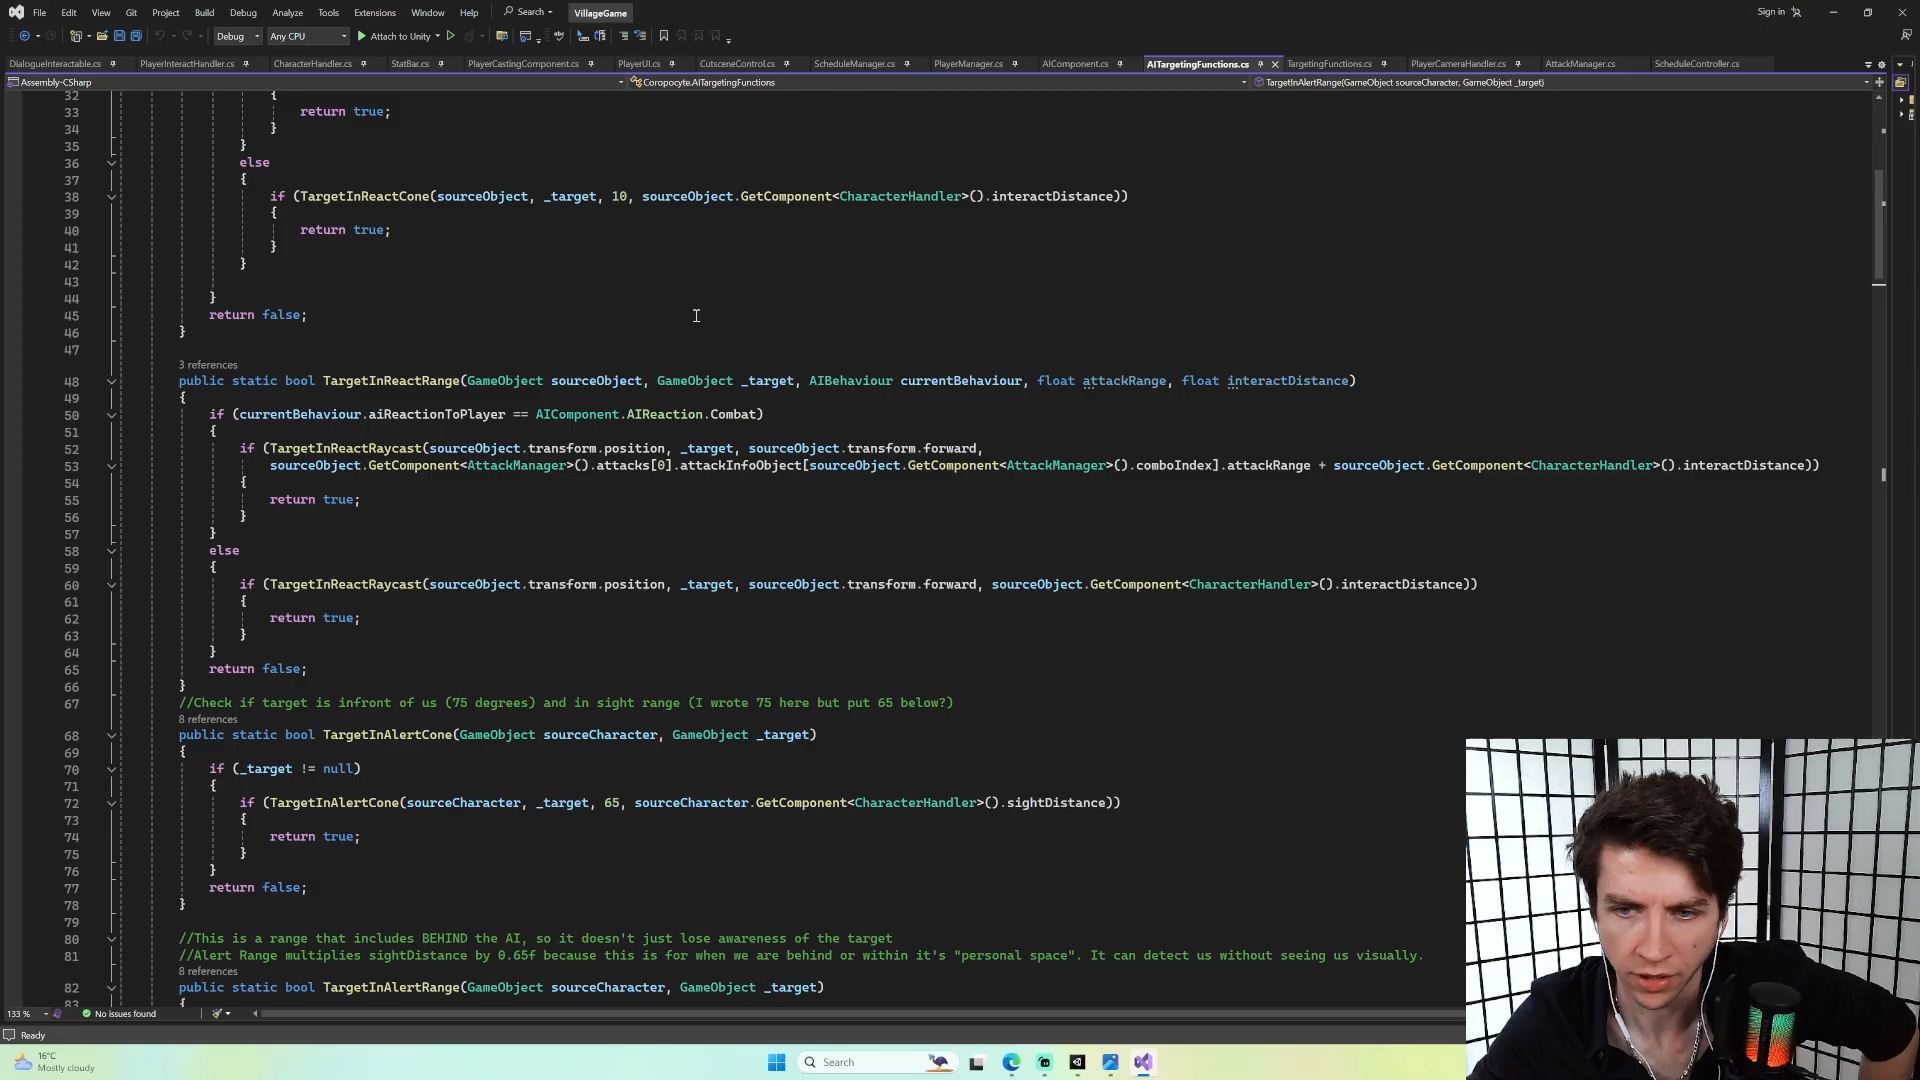 File Edit View Git Project Build Debug Analyze Tools Extensions Window Help Search VillageGame Sign in
Debug Any CPU Attach to Unity
DialogueInteractable.cs PlayerInteractHandler.cs CharacterHandler.cs StatBar.cs PlayerCastingComponent.cs PlayerUI.cs CutsceneControl.cs ScheduleManager.cs PlayerManager.cs AIComponent.cs AITargetingFunctions.cs TargetingFunctions.cs PlayerCameraHandler.cs AttackManager.cs ScheduleController.cs
Assembly-CSharp Coropocyte.AITargetingFunctions TargetInAlertRange(GameObject sourceCharacter, GameObject _target)
32 {
33 return true;
34 }
35 }
36 else
37 {
38 if (TargetInReactCone(sourceObject, _target, 10, sourceObject.GetComponent<CharacterHandler>().interactDistance))
39 {
40 return true;
41 }
42 }
43
44 }
45 return false;
46 }
47
3 references
48 public static bool TargetInReactRange(GameObject sourceObject, GameObject _target, AIBehaviour currentBehaviour, float attackRange, float interactDistance)
49 {
50 if (currentBehaviour.aiReactionToPlayer == AIComponent.AIReaction.Combat)
51 {
52 if (TargetInReactRaycast(sourceObject.transform.position, _target, sourceObject.transform.forward,
53 sourceObject.GetComponent<AttackManager>().attacks[0].attackInfoObject[sourceObject.GetComponent<AttackManager>().comboIndex].attackRange + sourceObject.GetComponent<CharacterHandler>().interactDistance))
54 {
55 return true;
56 }
57 }
58 else
59 {
60 if (TargetInReactRaycast(sourceObject.transform.position, _target, sourceObject.transform.forward, sourceObject.GetComponent<CharacterHandler>().interactDistance))
61 {
62 return true;
63 }
64 }
65 return false;
66 }
67 //Check if target is infront of us (75 degrees) and in sight range (I wrote 75 here but put 65 below?)
8 references
68 public static bool TargetInAlertCone(GameObject sourceCharacter, GameObject _target)
69 {
70 if (_target != null)
71 {
72 if (TargetInAlertCone(sourceCharacter, _target, 65, sourceCharacter.GetComponent<CharacterHandler>().sightDistance))
73 {
74 return true;
75 }
76 }
77 return false;
78 }
79
80 //This is a range that includes BEHIND the AI, so it doesn't just lose awareness of the target
81 //Alert Range multiplies sightDistance by 0.65f because this is for when we are behind or within it's "personal space". It can detect us without seeing us visually.
8 references
82 public static bool TargetInAlertRange(GameObject sourceCharacter, GameObject _target)
83 {
133 % No issues found
Ready
16°C
Mostly cloudy
Search